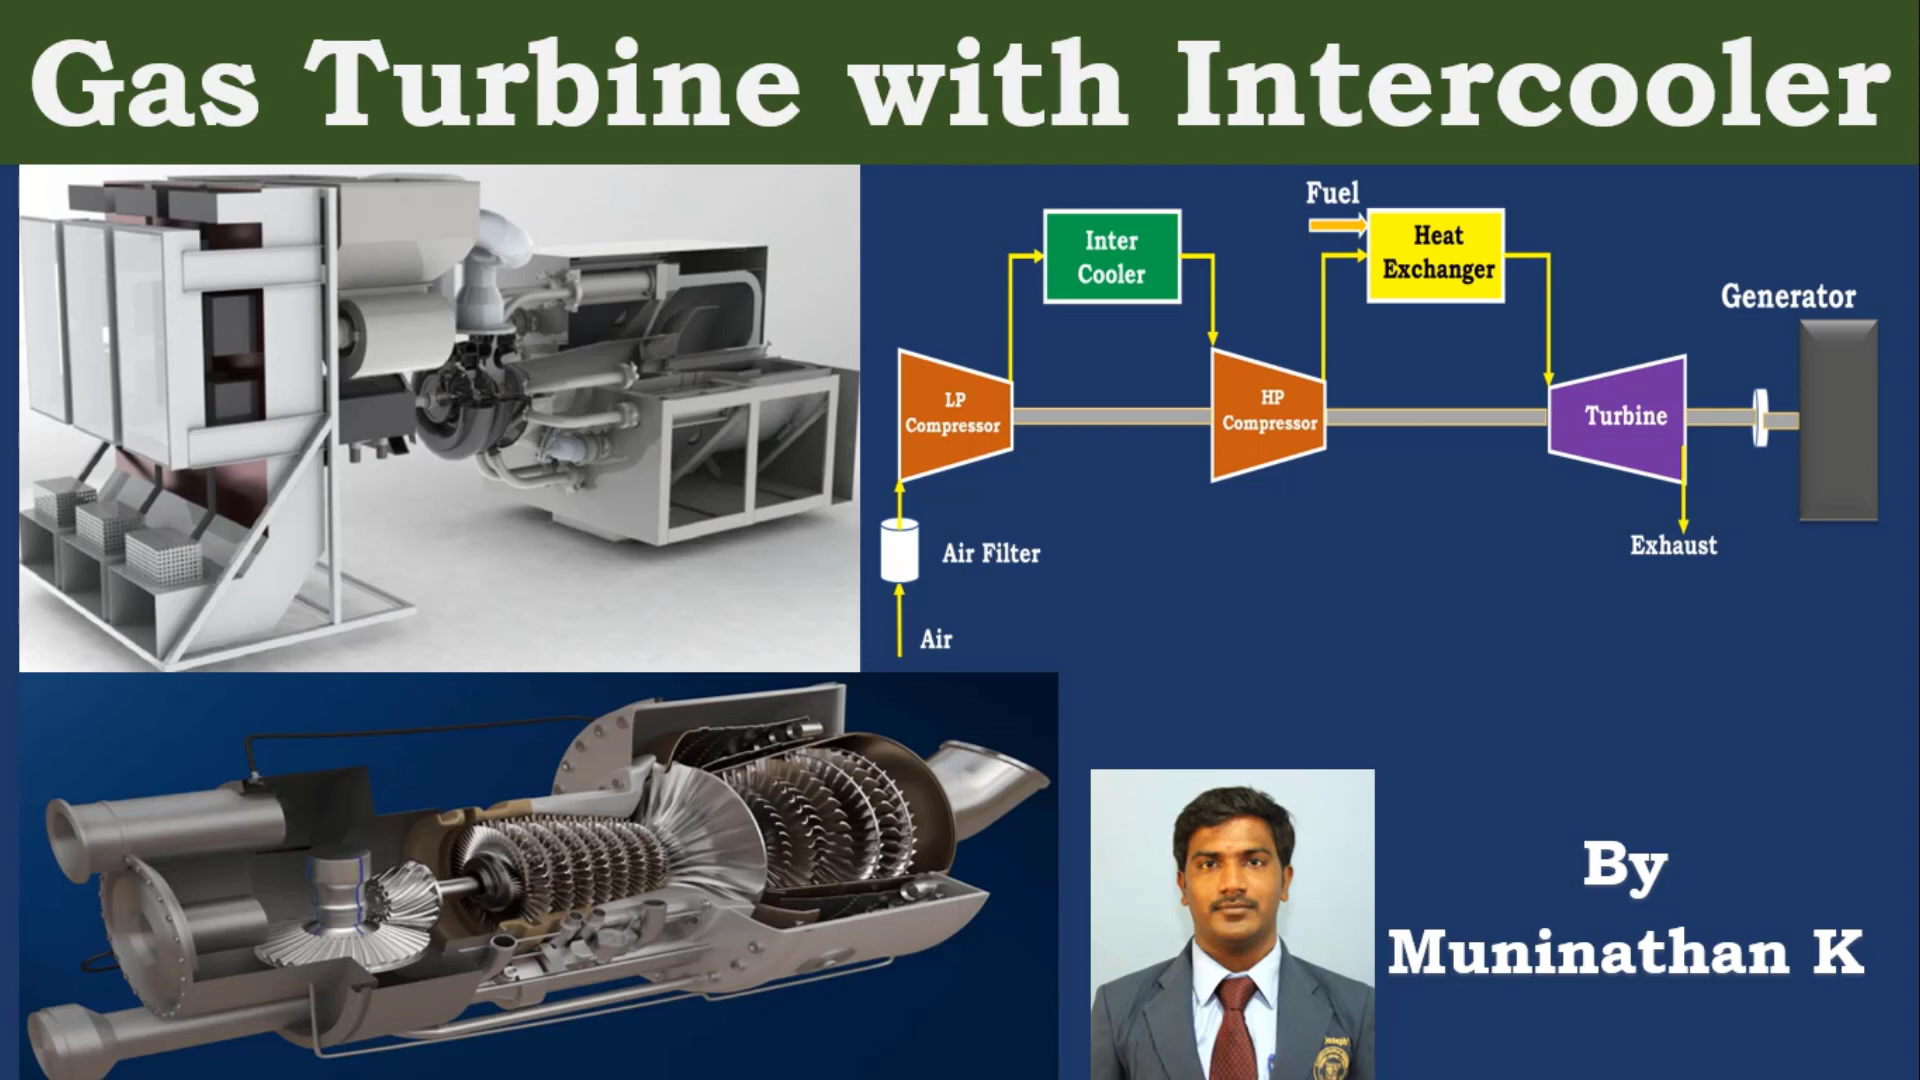 Gas Turbine with Intercooler
Fuel
Inter
Cooler
Heat
Exchanger
Generator
LP
Compressor
HP
Compressor
Turbine
Air Filter
Exhaust
Air
By
Muninathan K